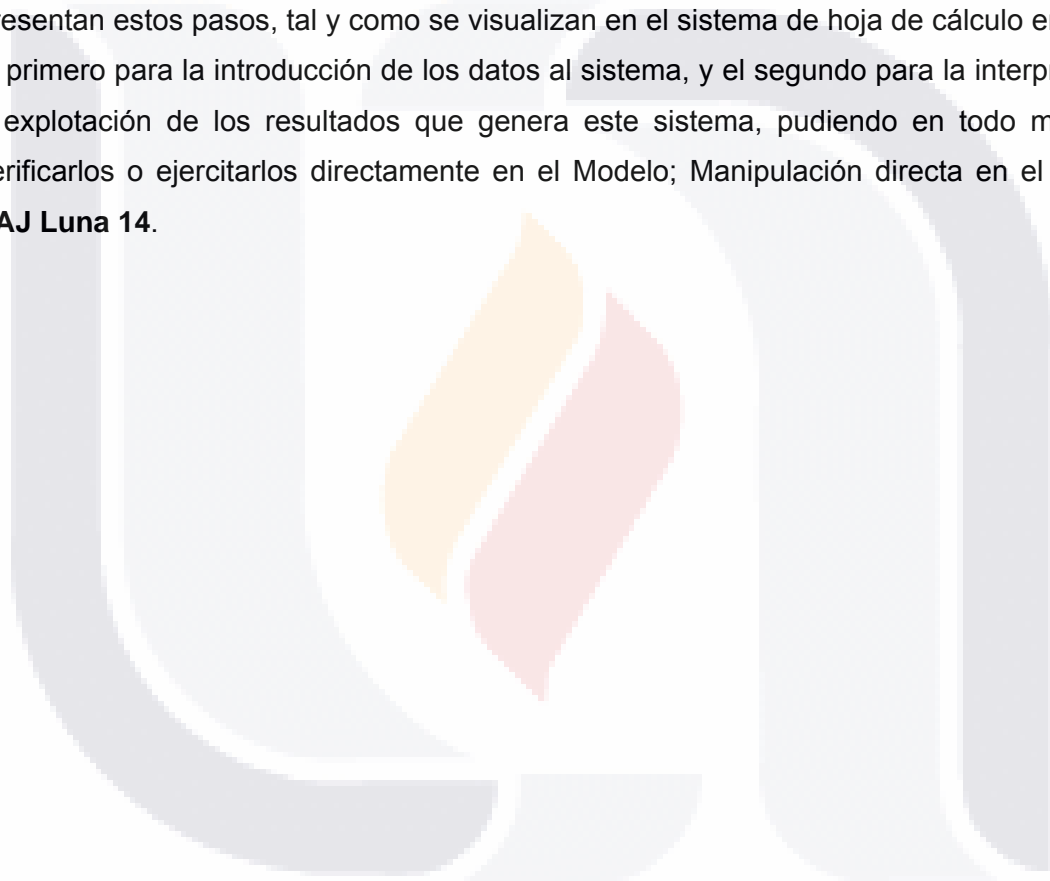 resentan estos pasos, tal y como se visualizan en el sistema de hoja de cálculo e
primero para la introducción de los datos al sistema, y el segundo para la interp
explotación de los resultados que genera este sistema, pudiendo en todo m
erificarlos o ejercitarlos directamente en el Modelo; Manipulación directa en el
AJ Luna 14.